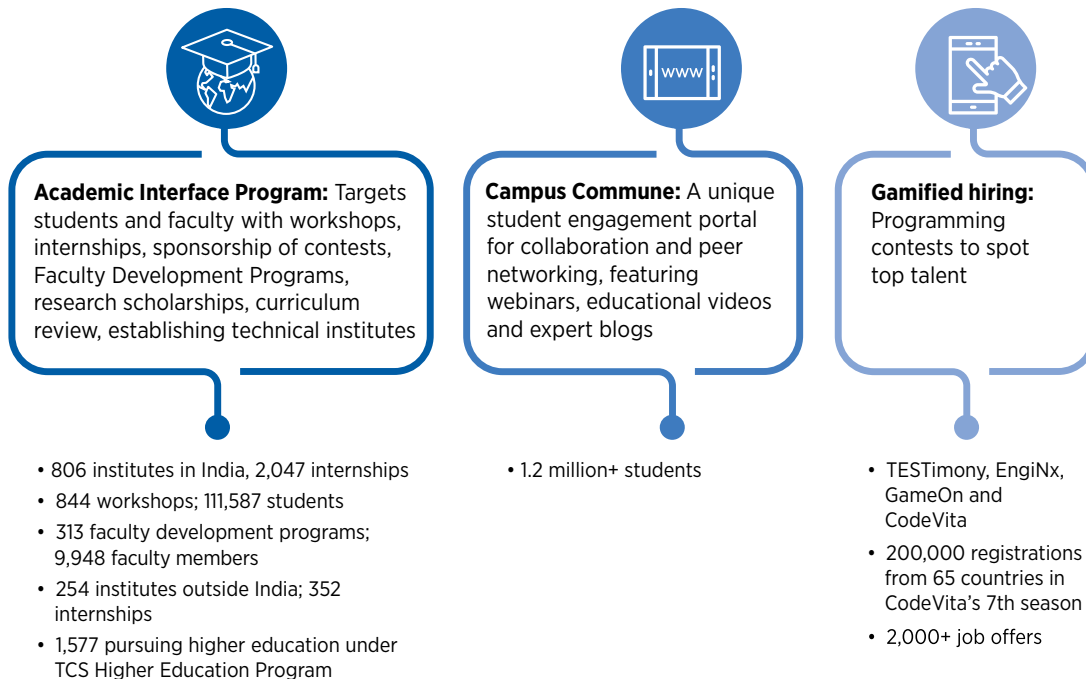 www
Academic Interface Program: Targets
students and faculty with workshops,
internships, sponsorship of contests,
Faculty Development Programs,
research scholarships, curriculum
review, establishing technical institutes
• 806 institutes in India, 2,047 internships
• 844 workshops; 111,587 students
• 313 faculty development programs;
9,948 faculty members
• 254 institutes outside India; 352
internships
• 1,577 pursuing higher education under
TCS Higher Education Program
Campus Commune: A unique
student engagement portal
for collaboration and peer
networking, featuring
webinars, educational videos
and expert blogs
• 1.2 million+ students
Gamified hiring:
Programming
contests to spot
top talent
• TESTimony, EngiNx,
GameOn and
CodeVita
• 200,000 registrations
from 65 countries in
CodeVita's 7th season
• 2,000+ job offers